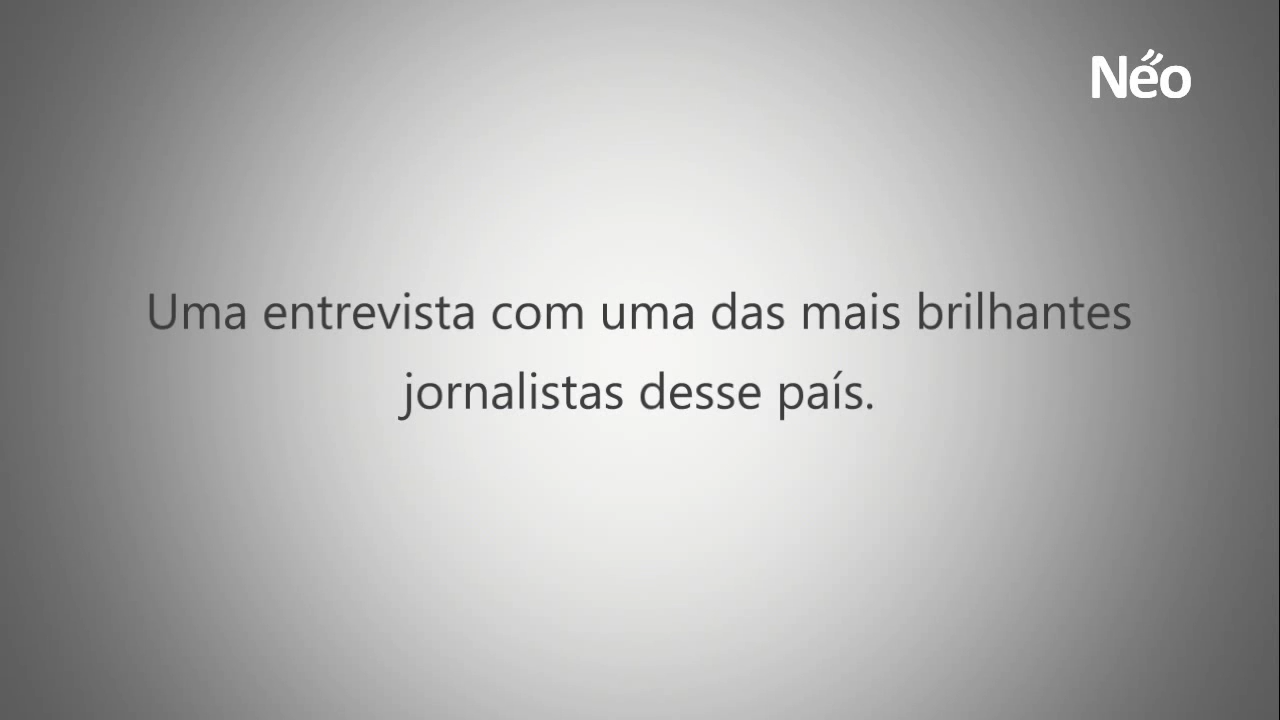 Néo
Uma entrevista com uma das mais brilhantes
jornalistas desse país.